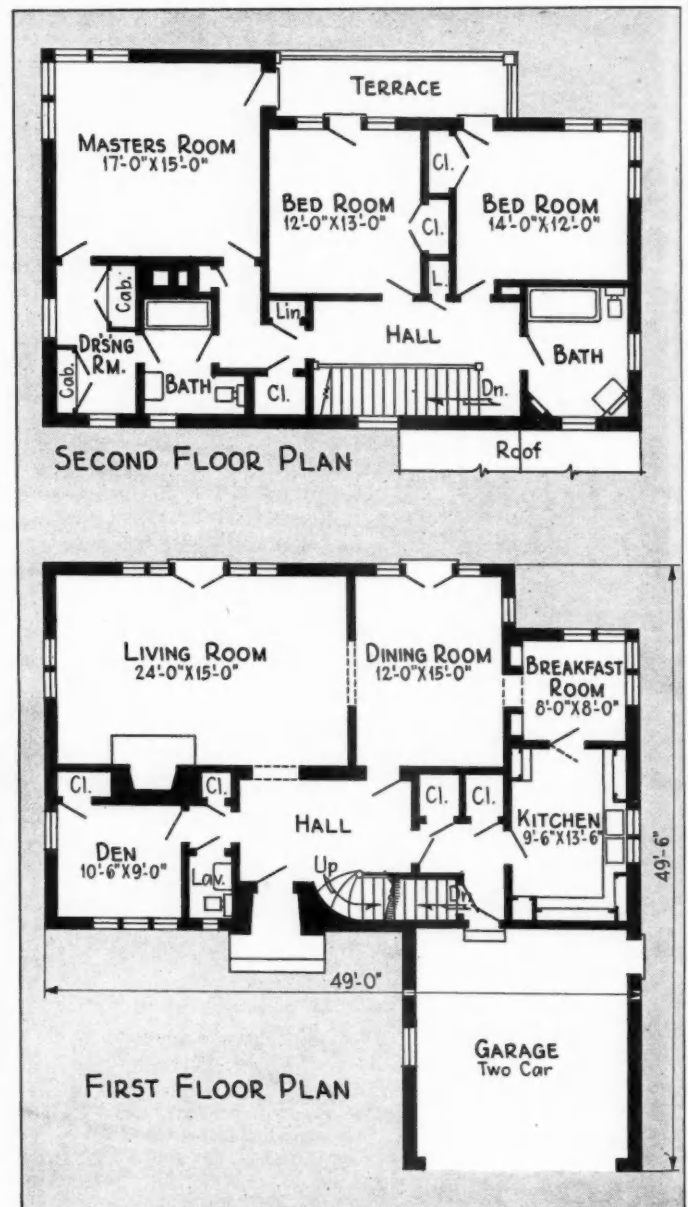 TERRACE
MASTERS ROOM
17'-0"X15'-0"
BED ROOM
12'-0"X13'-0"
Cl.
Cl.
BED ROOM
14'-0"X12'-0"
L.
Cab.
Lin.
HALL
DR'S'NG
RM.
Cab.
BATH
Cl.
Dn.
BATH
SECOND FLOOR PLAN
Roof
LIVING ROOM
24'-0"X15'-0"
DINING ROOM
12'-0"X15'-0"
BREAKFAST
ROOM
8'-0"X8'-0"
Cl.
Cl.
HALL
Cl.
Cl.
KITCHEN
9'-6"X13'-6"
DEN
10'-6"X9'-0"
Lav.
Up
Dn.
49'-6"
49'-0"
GARAGE
Two Car
FIRST FLOOR PLAN